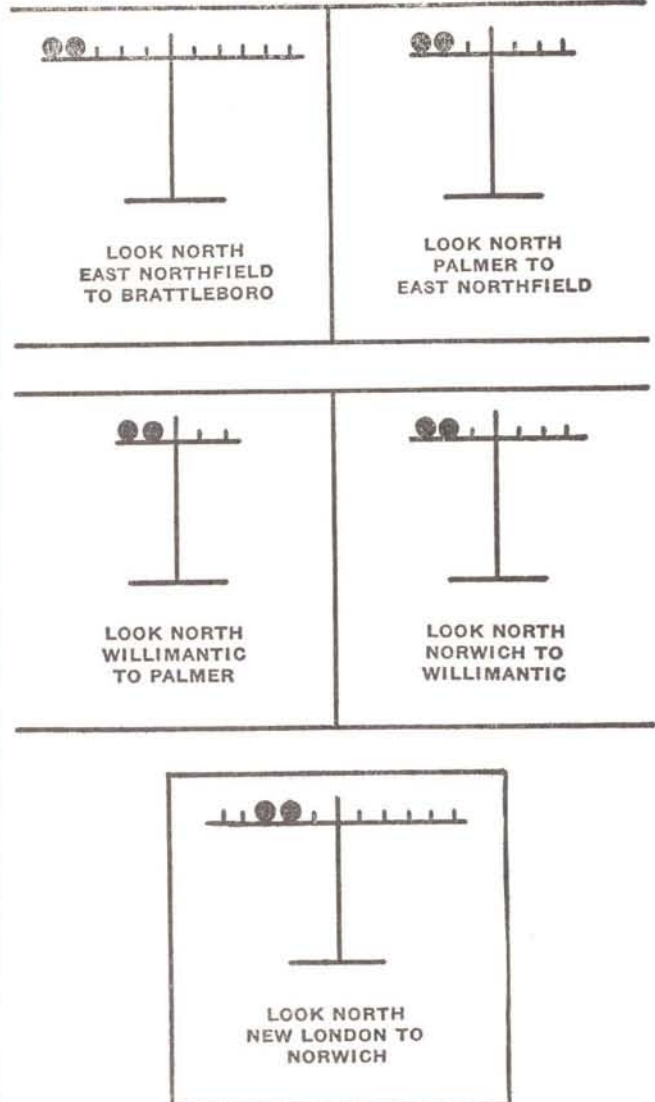 LOOK NORTH
EAST NORTHFIELD
TO BRATTLEBORO
LOOK NORTH
PALMER TO
EAST NORTHFIELD
LOOK NORTH
WILLIMANTIC
TO PALMER
LOOK NORTH
NORWICH TO
WILLIMANTIC
LOOK NORTH
NEW LONDON TO
NORWICH